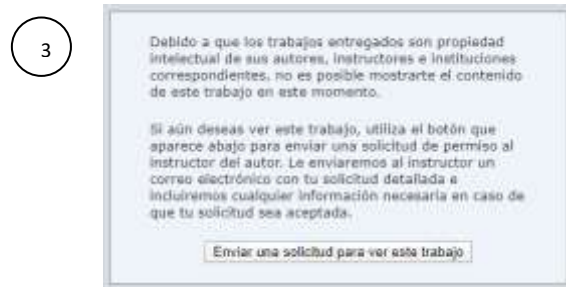 3
Debido a que los trabajos entregados son propiedad
intelectual de sus autores, instructores e instituciones
correspondientes, no es posible mostrarte el contenido
de este trabajo en este momento.
Si aún deseas ver este trabajo, utiliza el botón que
aparece abajo para enviar una solicitud de permiso al
instructor del autor. Le enviaremos al instructor un
correo electrónico con tu solicitud detallada e
incluiremos cualquier información necesaria en caso de
que tu solicitud sea aceptada.
Enviar una solicitud para ver este trabajo